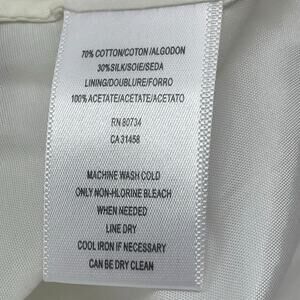 70% COTTON/COTON/ALGODON
30%SILK/SOIE/SEDA
LINING/DOUBLURE/FORRO
100%ACETATE/ACETATE/ACETATO
RN 80734
CA 31458
MACHINE WASH COLD
ONLY NON-HLORINE BLEACH
WHEN NEEDED
LINE DRY
COOL IRON IF NECESSARY
CAN BE DRY CLEAN